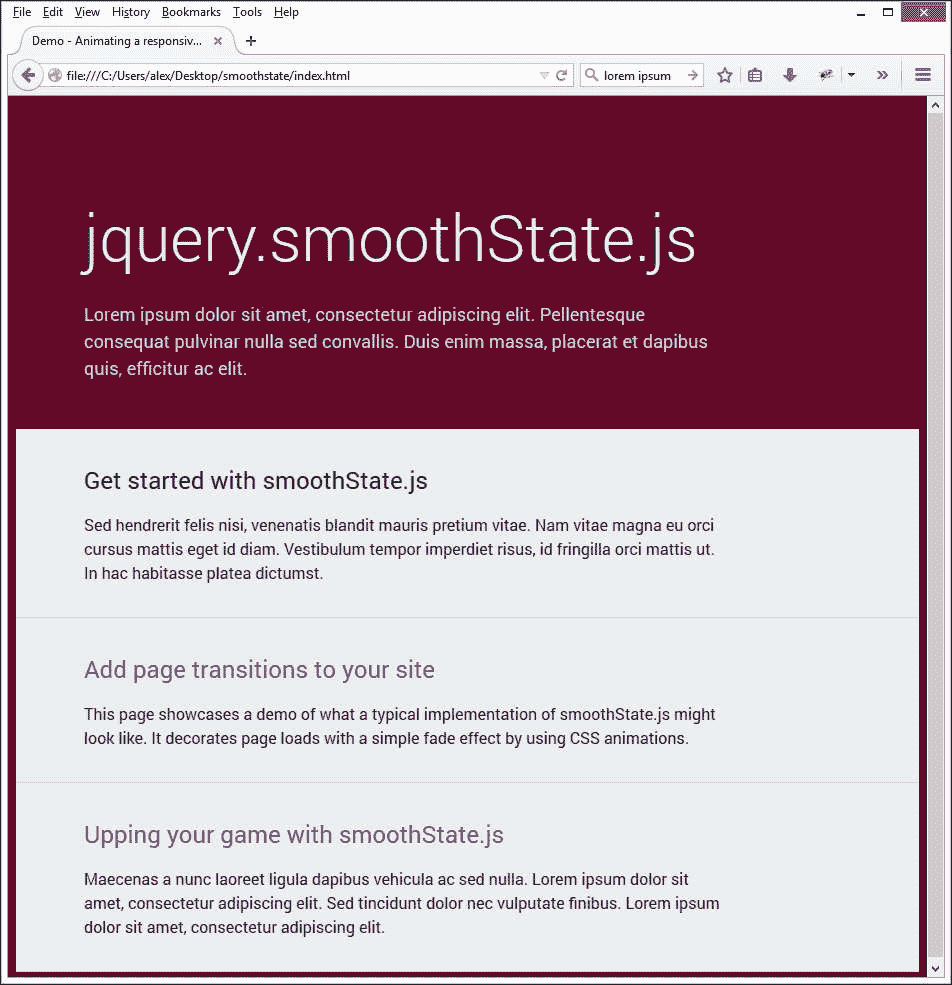 File Edit View History Bookmarks Tools Help
Demo - Animating a responsiv...
file:///C:/Users/alex/Desktop/smoothstate/index.html
lorem ipsum
jquery.smoothState.js
Lorem ipsum dolor sit amet, consectetur adipiscing elit. Pellentesque
consequat pulvinar nulla sed convallis. Duis enim massa, placerat et dapibus
quis, efficitur ac elit.
Get started with smoothState.js
Sed hendrerit felis nisi, venenatis blandit mauris pretium vitae. Nam vitae magna eu orci
cursus mattis eget id diam. Vestibulum tempor imperdiet risus, id fringilla orci mattis ut.
In hac habitasse platea dictumst.
Add page transitions to your site
This page showcases a demo of what a typical implementation of smoothState.js might
look like. It decorates page loads with a simple fade effect by using CSS animations.
Upping your game with smoothState.js
Maecenas a nunc laoreet ligula dapibus vehicula ac sed nulla. Lorem ipsum dolor sit
amet, consectetur adipiscing elit. Sed tincidunt dolor nec vulputate finibus. Lorem ipsum
dolor sit amet, consectetur adipiscing elit.